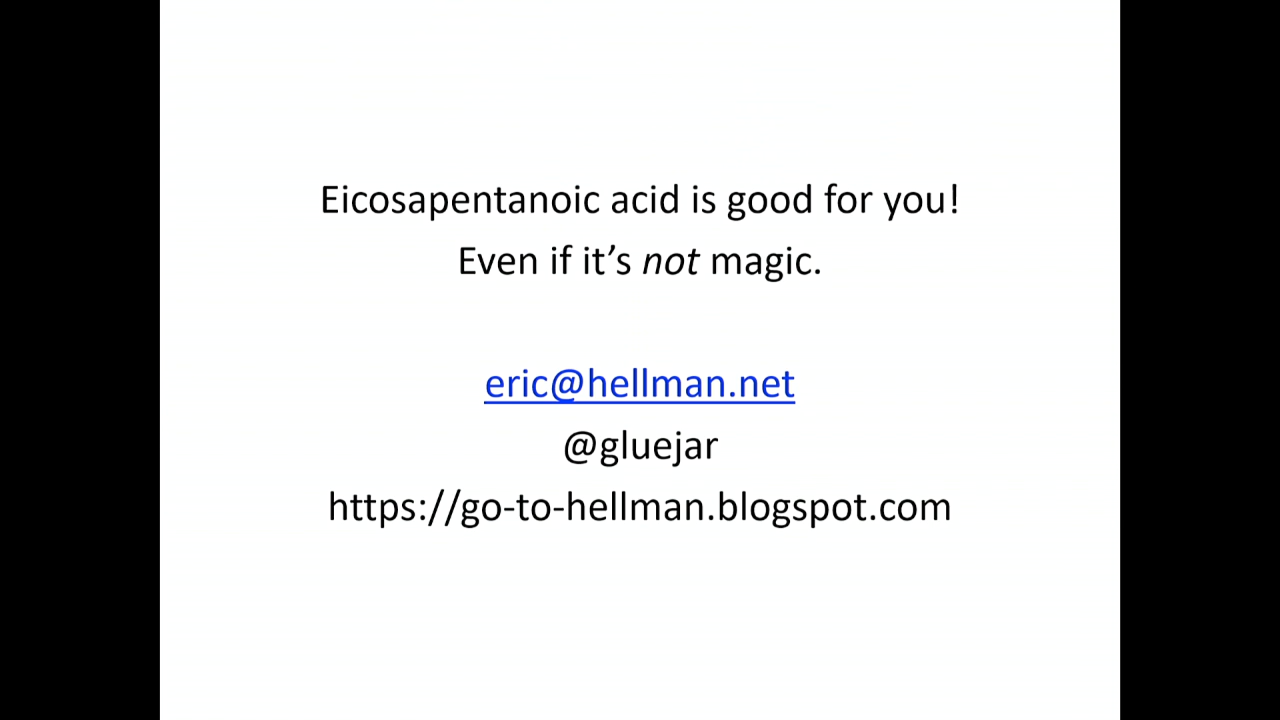 Eicosapentanoic acid is good for you!
Even if it’s not magic.
eric@hellman.net
@gluejar
https://go-to-hellman.blogspot.com